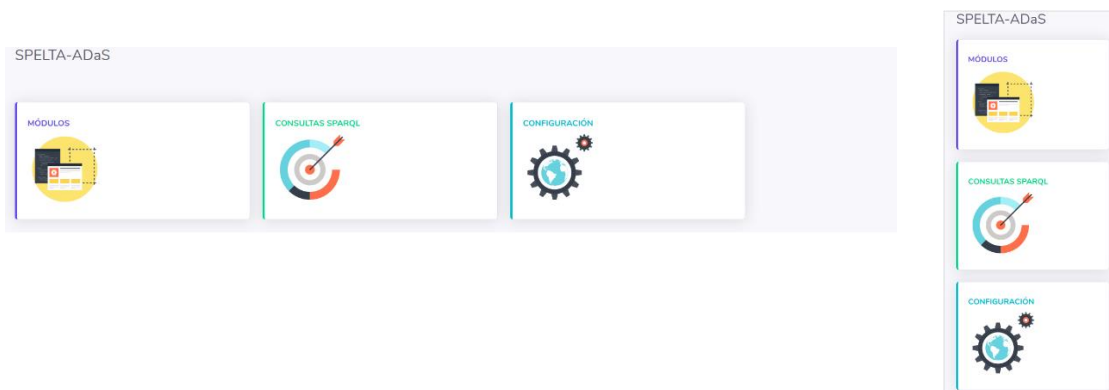 SPELTA-ADaS
MÓDULOS
CONSULTAS SPARQL
CONFIGURACIÓN
SPELTA-ADaS
MÓDULOS
CONSULTAS SPARQL
CONFIGURACIÓN